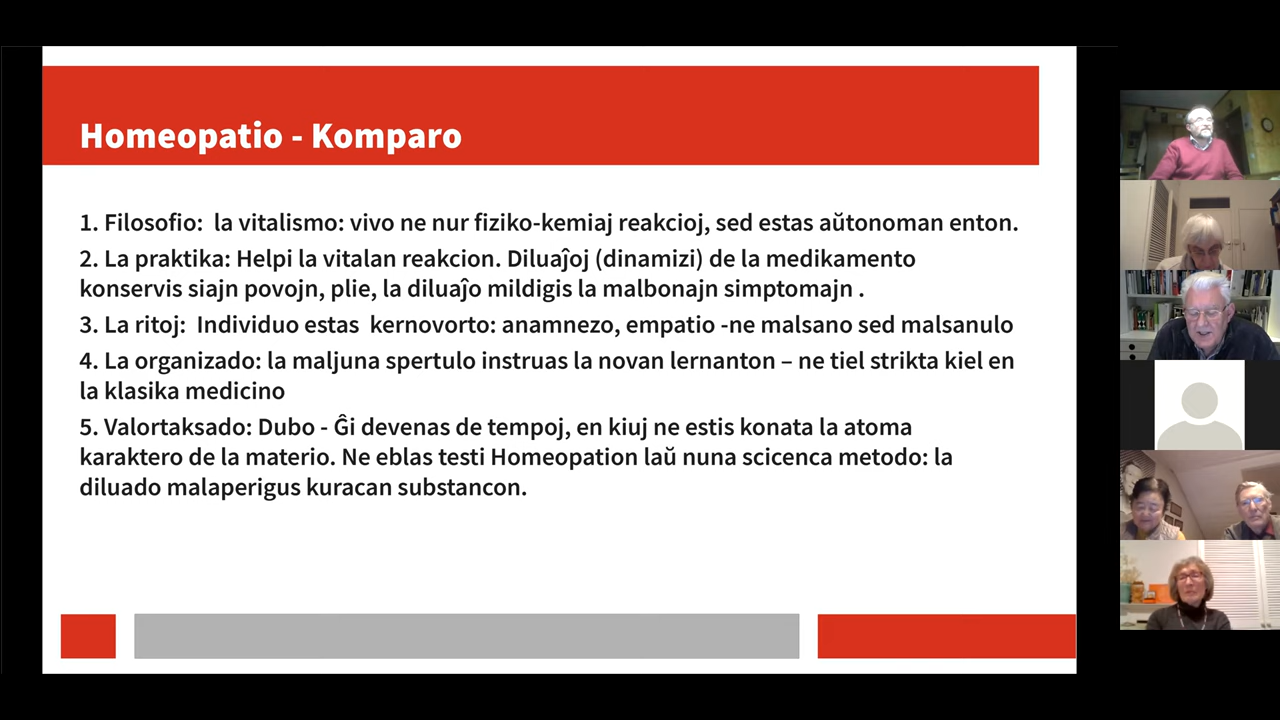 Homeopatio - Komparo
1. Filosofio:  la vitalismo: vivo ne nur fiziko-kemiaj reakcioj, sed estas aŭtonoman enton.
2. La praktika: Helpi la vitalan reakcion. Diluaĵoj (dinamizi) de la medikamento
konservis siajn povojn, plie, la diluaĵo mildigis la malbonajn simptomajn .
3. La ritoj:  Individuo estas  kernovorto: anamnezo, empatio -ne malsano sed malsanulo
4. La organizado: la maljuna spertulo instruas la novan lernanton – ne tiel strikta kiel en
la klasika medicino
5. Valortaksado: Dubo - Ĝi devenas de tempoj, en kiuj ne estis konata la atoma
karaktero de la materio. Ne eblas testi Homeopation laŭ nuna scicenca metodo: la
diluado malaperigus kuracan substancon.